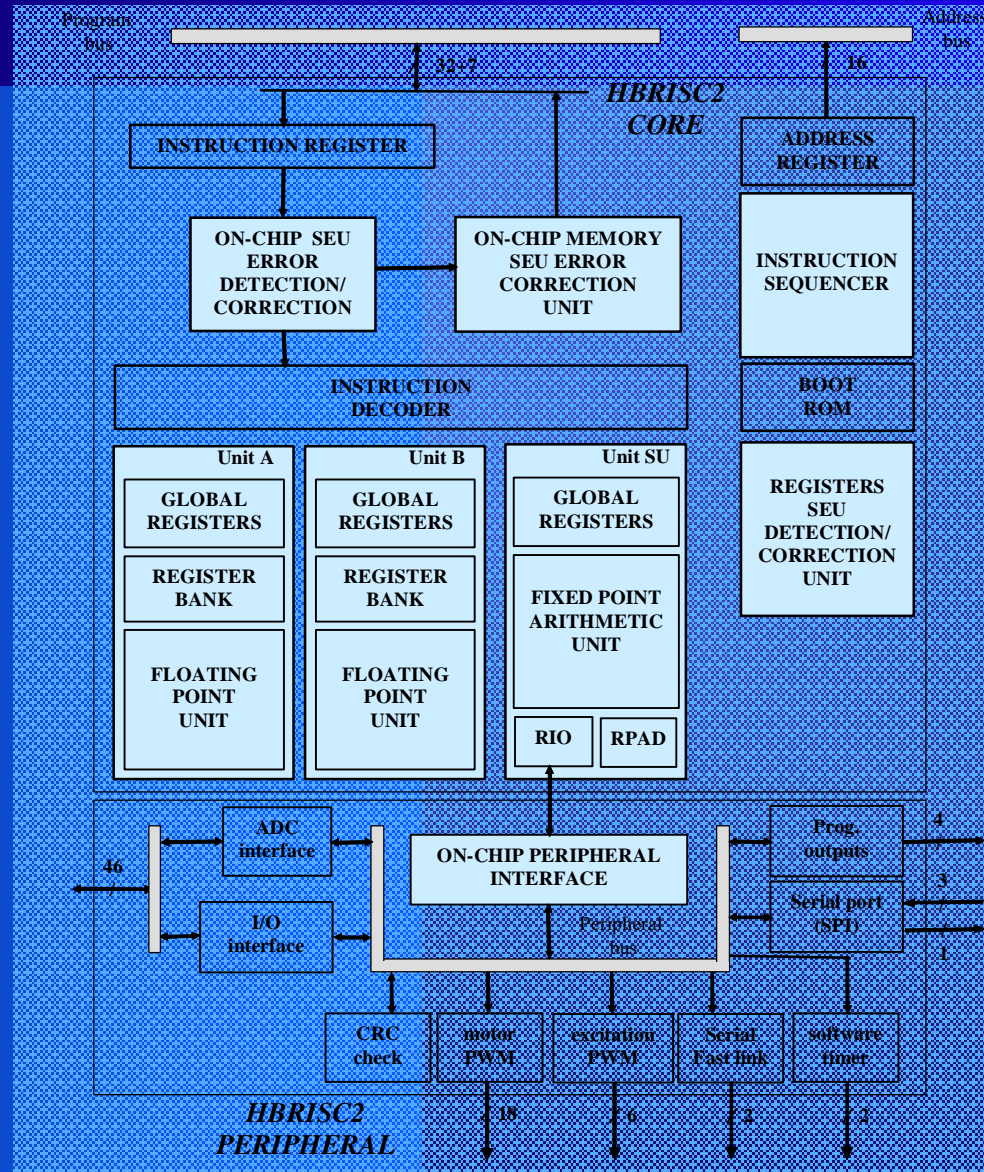 Program
bus
Address
bus
32+7
16
HBRISC2
CORE
INSTRUCTION REGISTER
ADDRESS
REGISTER
ON-CHIP SEU
ERROR
DETECTION/
CORRECTION
ON-CHIP MEMORY
SEU ERROR
CORRECTION
UNIT
INSTRUCTION
SEQUENCER
INSTRUCTION
DECODER
BOOT
ROM
Unit A
GLOBAL
REGISTERS
REGISTER
BANK
FLOATING
POINT
UNIT
Unit B
GLOBAL
REGISTERS
REGISTER
BANK
FLOATING
POINT
UNIT
Unit SU
GLOBAL
REGISTERS
FIXED POINT
ARITHMETIC
UNIT
RIO
RPAD
REGISTERS
SEU
DETECTION/
CORRECTION
UNIT
46
ADC
interface
I/O
interface
ON-CHIP PERIPHERAL
INTERFACE
Peripheral
bus
Prog.
outputs
4
Serial port
(SPI)
3
1
CRC
check
motor
PWM
excitation
PWM
Serial
Fast link
software
timer
18
6
2
2
HBRISC2
PERIPHERAL